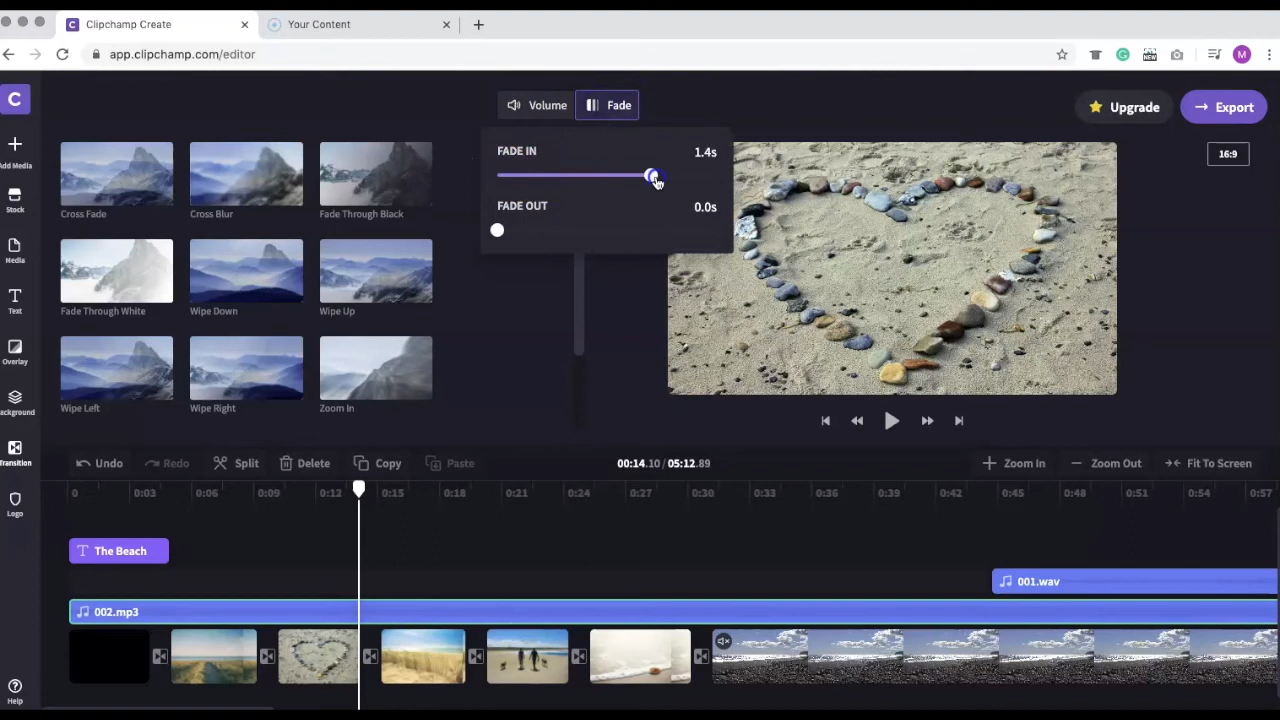 Clipchamp Create
Your Content
app.clipchamp.com/editor
NEW
M
C
Volume
Fade
Upgrade
Export
FADE IN
1.4s
FADE OUT
0.0s
16:9
Add Media
Stock
Media
Text
Overlay
ackground
Transition
Logo
Help
Cross Fade
Cross Blur
Fade Through Black
Fade Through White
Wipe Down
Wipe Up
Wipe Left
Wipe Right
Zoom In
Undo
Redo
Split
Delete
Copy
Paste
00:14.10 / 05:12.89
Zoom In
Zoom Out
Fit To Screen
0 0:03 0:06 0:09 0:12 0:15 0:18 0:21 0:24 0:27 0:30 0:33 0:36 0:39 0:42 0:45 0:48 0:51 0:54 0:57
T The Beach
001.wav
002.mp3